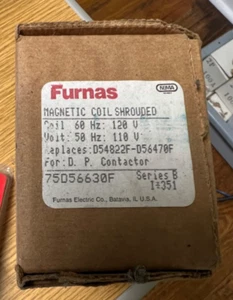 Furnas
NEMA
MAGNETIC COIL SHROUDED
Coil 60 Hz: 120 V
Volt: 50 Hz: 110 V
Replaces: D54822F-D56470F
For: D. P. Contactor
75D56630F Series B
I#351
Furnas Electric Co., Batavia, IL U.S.A.